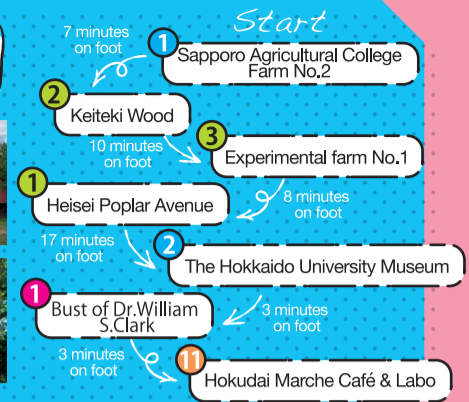 Start
1
Sapporo Agricultural College
Farm No.2
7 minutes
on foot
2
Keiteki Wood
10 minutes
on foot
3
Experimental farm No.1
8 minutes
on foot
1
Heisei Poplar Avenue
17 minutes
on foot
2
The Hokkaido University Museum
3 minutes
on foot
1
Bust of Dr.William
S.Clark
3 minutes
on foot
11
Hokudai Marche Café & Labo